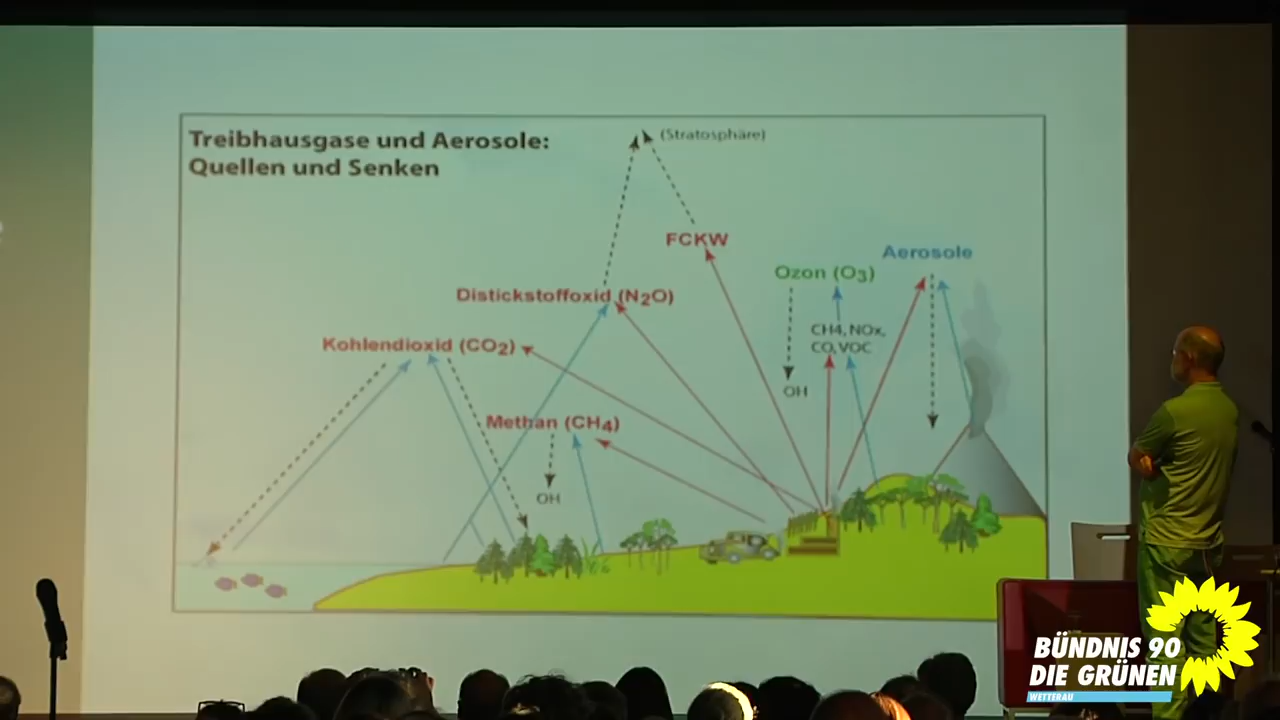 Treibhausgase und Aerosole:
Quellen und Senken
(Stratosphäre)
FCKW
Aerosole
Ozon (O3)
Distickstoffoxid (N2O)
CH4, NOx,
CO, VOC
Kohlendioxid (CO2)
OH
Methan (CH4)
OH
BÜNDNIS 90
DIE GRÜNEN
WETTERAU